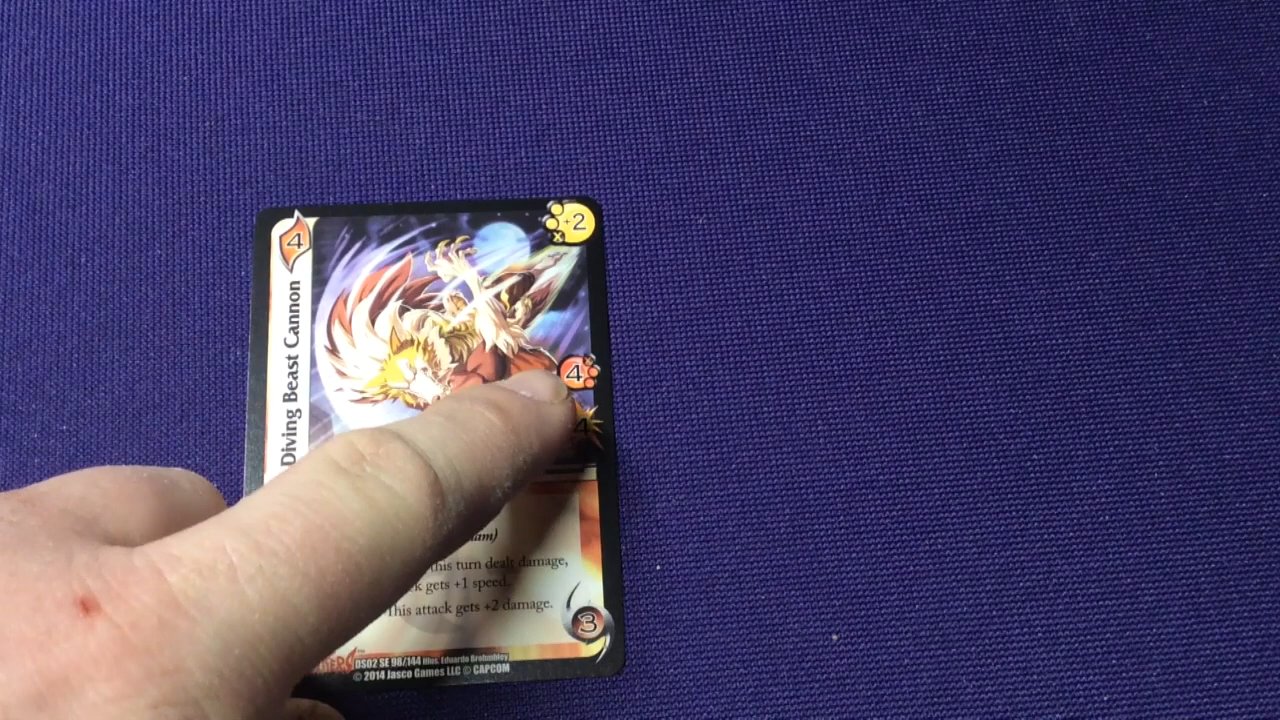 4
+2
Diving Beast Cannon
4
4
this turn dealt damage,
gets +1 speed.
This attack gets +2 damage.
3
DS02 SE 98/144 Illus. Eduardo Brohmbley
© 2014 Jasco Games LLC © CAPCOM